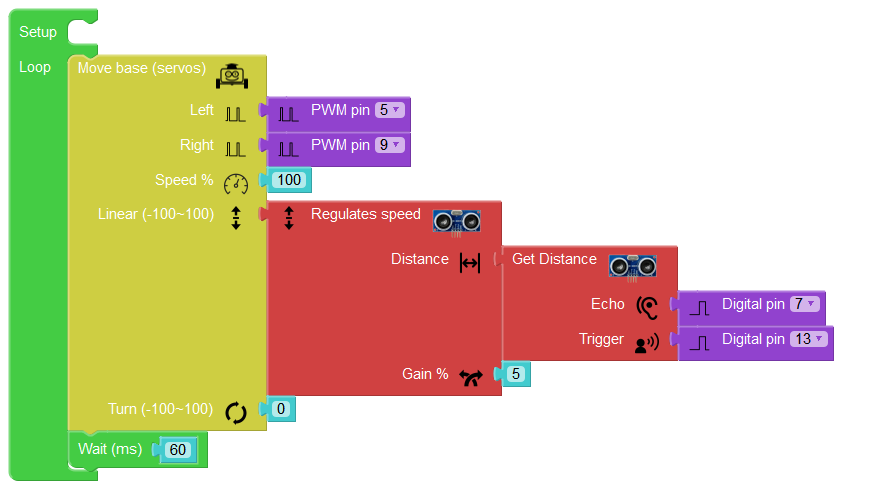 Setup
Loop Move base (servos)
Left PWM pin 5
Right PWM pin 9
Speed % 100
Linear (-100~100) Regulates speed
Distance Get Distance
Echo Digital pin 7
Trigger Digital pin 13
Gain % 5
Turn (-100~100) 0
Wait (ms) 60